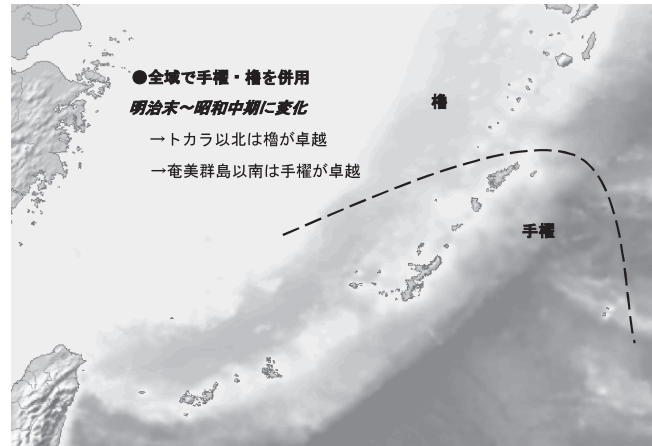 ●全域で手櫂・櫓を併用
明治末～昭和中期に変化
→トカラ以北は櫓が卓越
→奄美群島以南は手櫂が卓越
櫓
手櫂